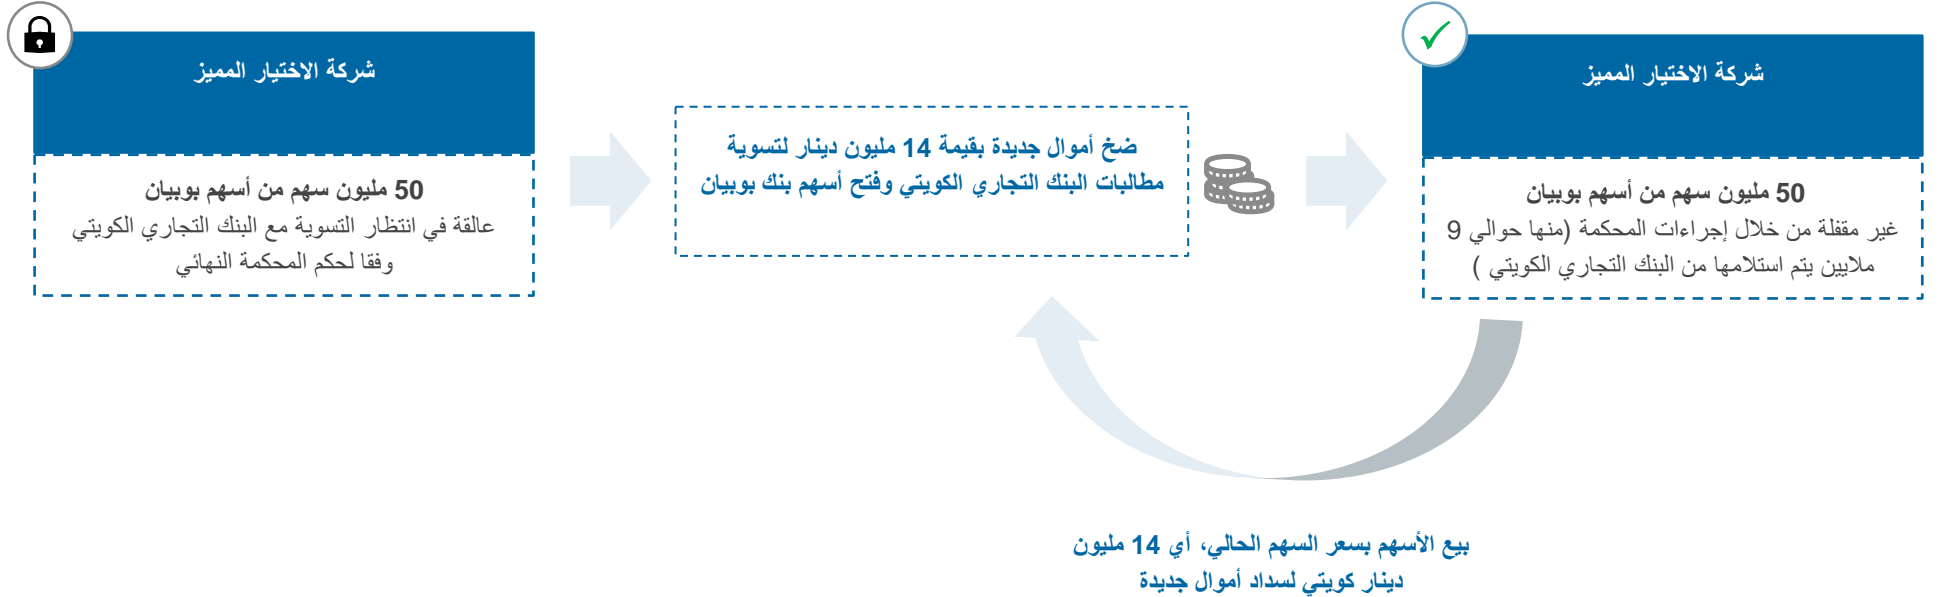 شركة الاختيار المميز
50 مليون سهم من أسهم بوبيان
عالقة في انتظار التسوية مع البنك التجاري الكويتي
وفقا لحكم المحكمة النهائي
ضخ أموال جديدة بقيمة 14 مليون دينار لتسوية
مطالبات البنك التجاري الكويتي وفتح أسهم بنك بوبيان
شركة الاختيار المميز
50 مليون سهم من أسهم بوبيان
غير مقفلة من خلال إجراءات المحكمة (منها حوالي 9
ملايين يتم استلامها من البنك التجاري الكويتي )
بيع الأسهم بسعر السهم الحالي، أي 14 مليون
دينار كويتي لسداد أموال جديدة